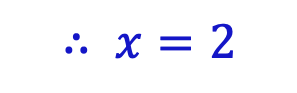 ∴ x = 2